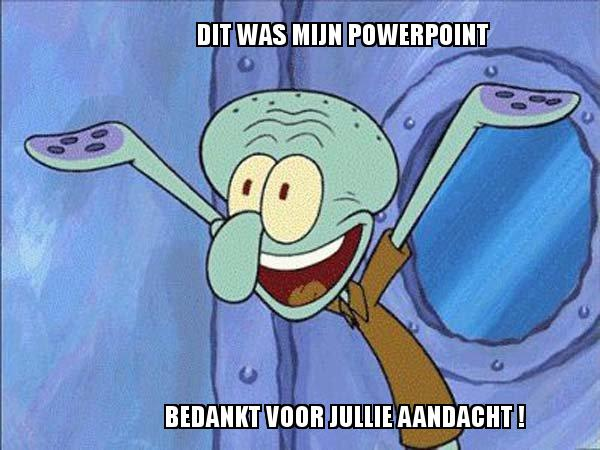 DIT WAS MIJN POWERPOINT
BEDANKT VOOR JULLIE AANDACHT !